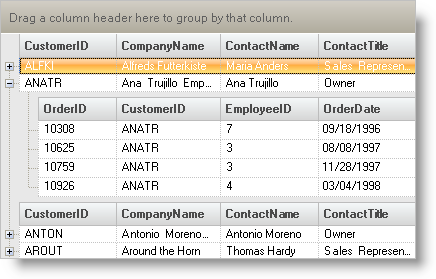 Drag a column header here to group by that column.
CustomerID CompanyName ContactName ContactTitle
ALFKI Alfreds Futterkiste Maria Anders Sales Represen...
ANATR Ana Trujillo Emp... Ana Trujillo Owner
OrderID CustomerID EmployeeID OrderDate
10308 ANATR 7 09/18/1996
10625 ANATR 3 08/08/1997
10759 ANATR 3 11/28/1997
10926 ANATR 4 03/04/1998
CustomerID CompanyName ContactName ContactTitle
ANTON Antonio Moreno... Antonio Moreno Owner
AROUT Around the Horn Thomas Hardy Sales Represen...